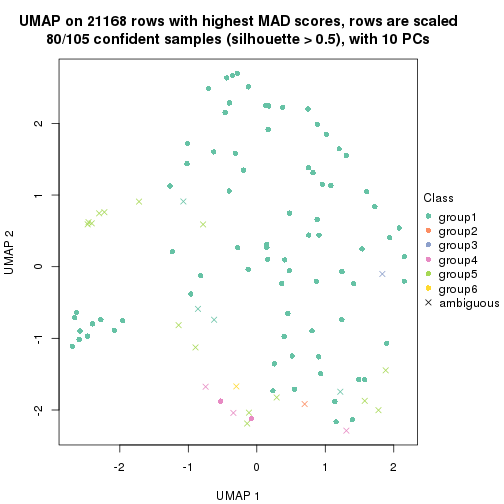 UMAP on 21168 rows with highest MAD scores, rows are scaled
80/105 confident samples (silhouette > 0.5), with 10 PCs
2
1
0
-1
-2
UMAP 2
-2
-1
0
1
2
UMAP 1
Class
group1
group2
group3
group4
group5
group6
ambiguous